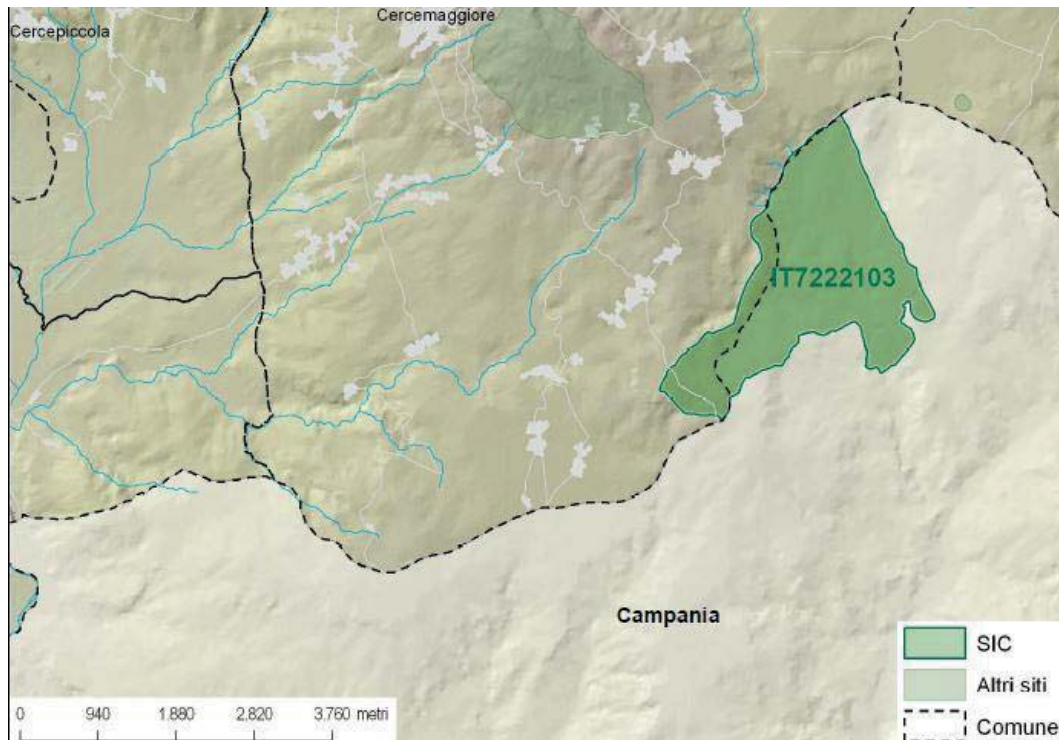 Cercemaggiore
Cercepiccola
IT7222103
Campania
SIC
Altri siti
Comune
0 940 1.880 2.820 3.760 metri